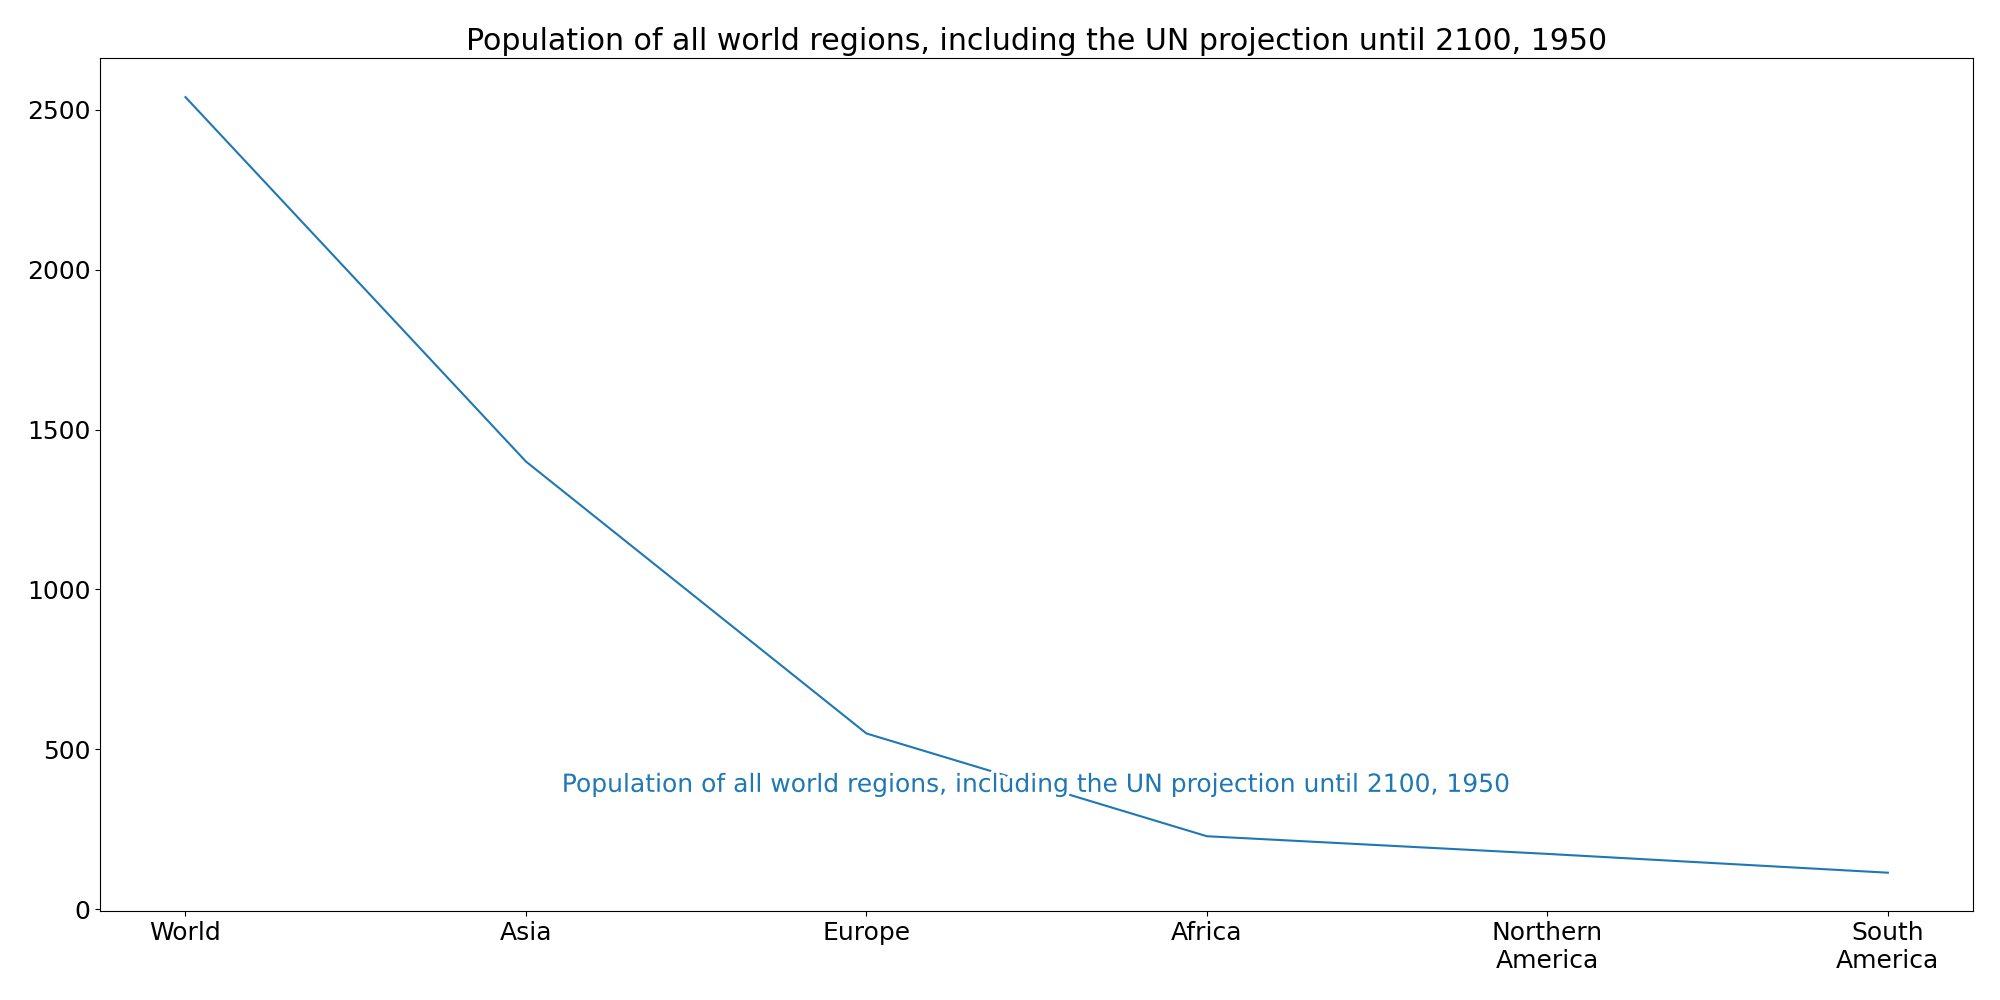 Population of all world regions, including the UN projection until 2100, 1950
2500
2000
1500
1000
500
0
Population of all world regions, including the UN projection until 2100, 1950
World
Asia
Europe
Africa
Northern
America
South
America